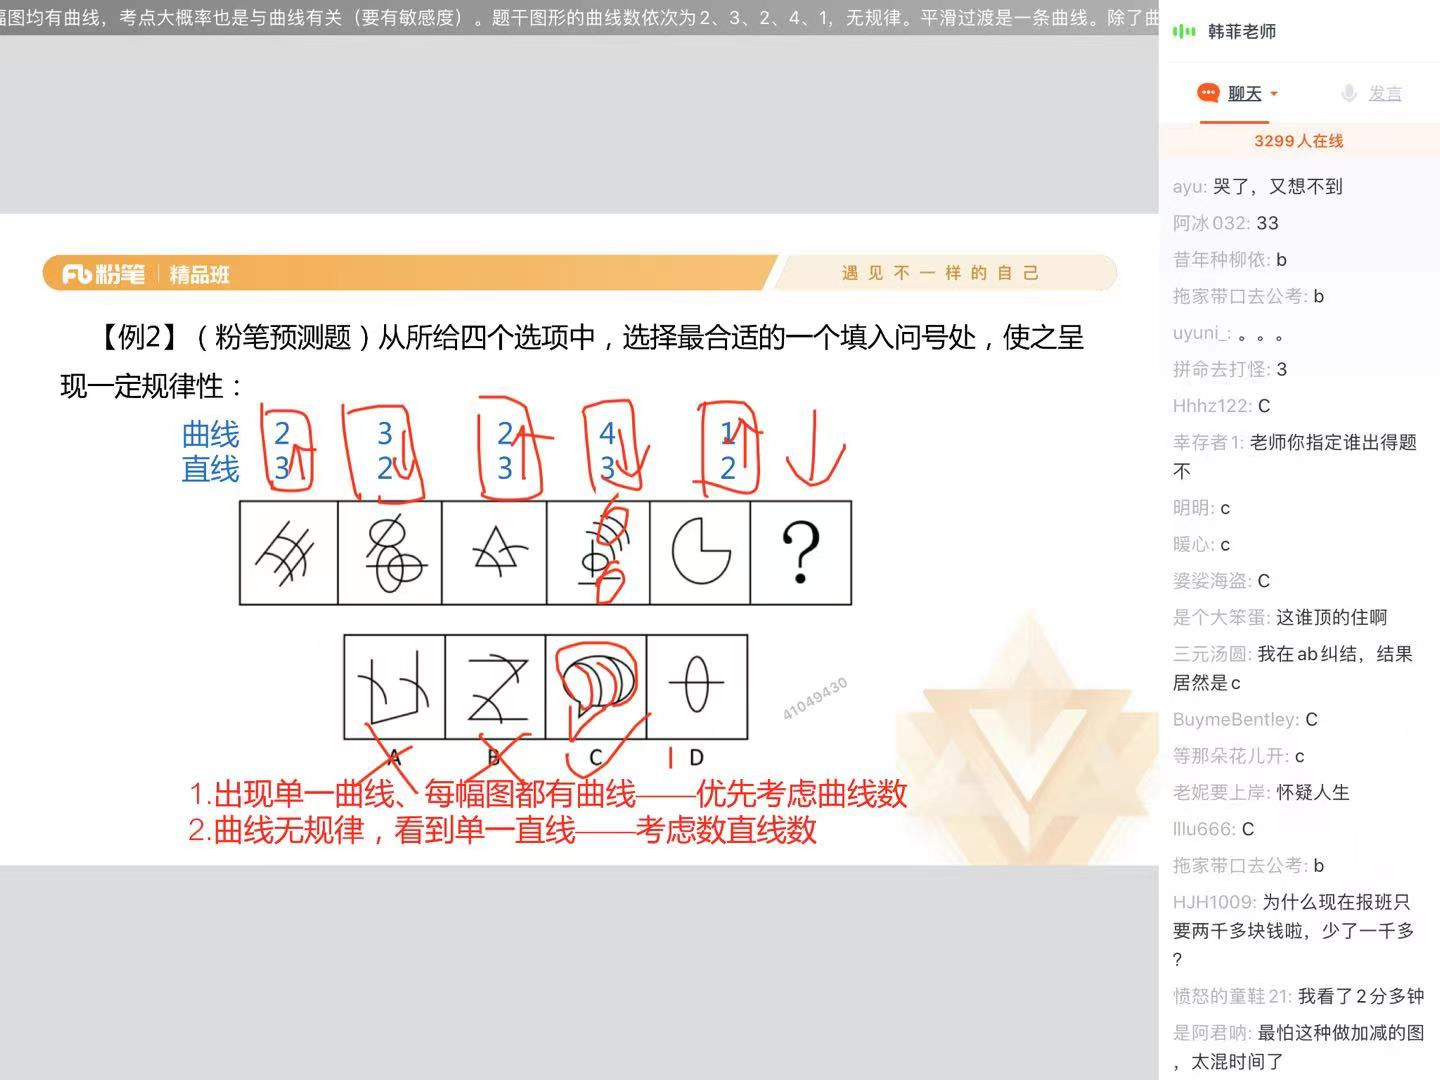 幅图均有曲线，考点大概率也是与曲线有关（要有敏感度）。题干图形的曲线数依次为2、3、2、4、1，无规律。平滑过渡是一条曲线。除了曲
韩菲老师
聊天
发言
3299人在线
粉笔 精品班
遇见不一样的自己
【例2】（粉笔预测题）从所给四个选项中，选择最合适的一个填入问号处，使之呈
现一定规律性：
曲线 2 3 2 4 1
直线 3 2 3 3 2
?
A B C D
41049430
1.出现单一曲线、每幅图都有曲线——优先考虑曲线数
2.曲线无规律，看到单一直线——考虑数直线数
ayu: 哭了，又想不到
阿冰032: 33
昔年种柳依: b
拖家带口去公考: b
uyuni_: 。。。
拼命去打怪: 3
Hhhz122: C
幸存者1: 老师你指定谁出得题
不
明明: c
暖心: c
婆娑海盗: C
是个大笨蛋: 这谁顶的住啊
三元汤圆: 我在ab纠结，结果
居然是c
BuymeBentley: C
等那朵花儿开: c
老妮要上岸: 怀疑人生
lllu666: C
拖家带口去公考: b
HJH1009: 为什么现在报班只
要两千多块钱啦，少了一千多
?
愤怒的童鞋21: 我看了2分多钟
是阿君呐: 最怕这种做加减的图
，太混时间了